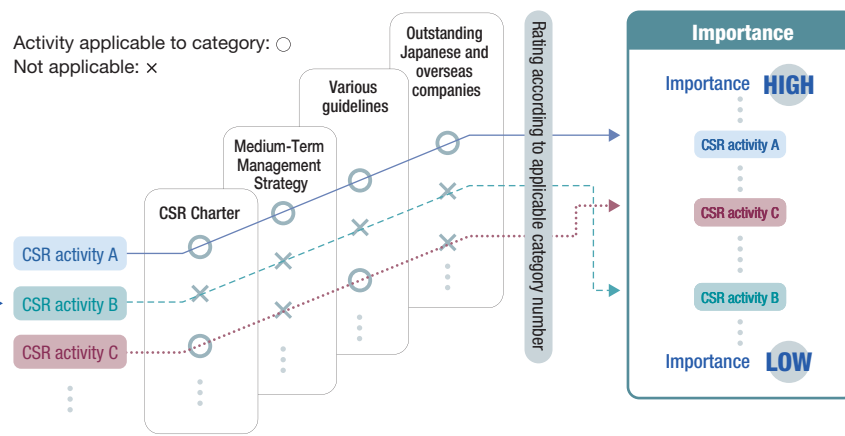 Activity applicable to category: ○
Not applicable: ×
CSR activity A
CSR activity B
CSR activity C
CSR Charter
Medium-Term
Management
Strategy
Various
guidelines
Outstanding
Japanese and
overseas
companies
Rating according to applicable category number
Importance
Importance HIGH
CSR activity A
CSR activity C
CSR activity B
Importance LOW